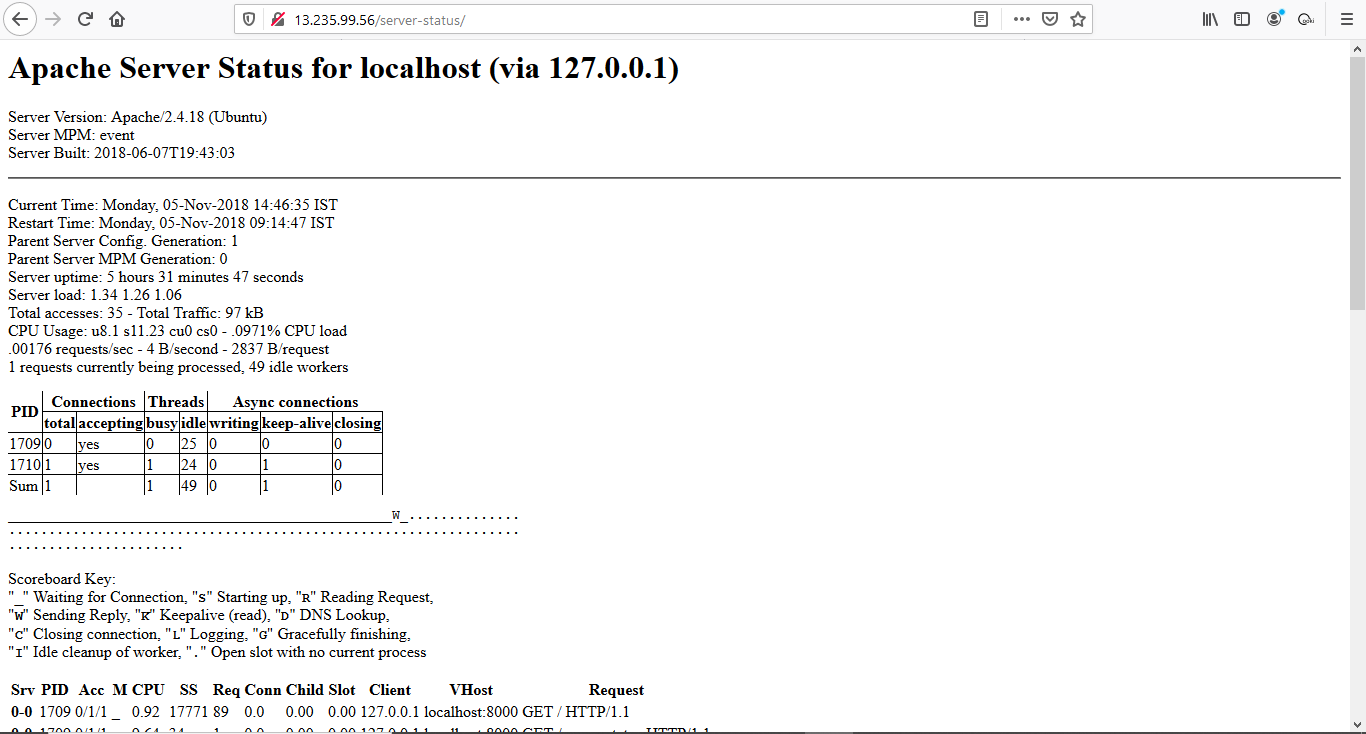 13.235.99.56/server-status/
Apache Server Status for localhost (via 127.0.0.1)
Server Version: Apache/2.4.18 (Ubuntu)
Server MPM: event
Server Built: 2018-06-07T19:43:03
Current Time: Monday, 05-Nov-2018 14:46:35 IST
Restart Time: Monday, 05-Nov-2018 09:14:47 IST
Parent Server Config. Generation: 1
Parent Server MPM Generation: 0
Server uptime: 5 hours 31 minutes 47 seconds
Server load: 1.34 1.26 1.06
Total accesses: 35 - Total Traffic: 97 kB
CPU Usage: u8.1 s11.23 cu0 cs0 - .0971% CPU load
.00176 requests/sec - 4 B/second - 2837 B/request
1 requests currently being processed, 49 idle workers
PID Connections Threads Async connections
total accepting busy idle writing keep-alive closing
1709 0 yes 0 25 0 0 0
1710 1 yes 1 24 0 1 0
Sum 1 1 49 0 1 0
________________________________________________W_..............
................................................................
......................
Scoreboard Key:
"_" Waiting for Connection, "S" Starting up, "R" Reading Request,
"W" Sending Reply, "K" Keepalive (read), "D" DNS Lookup,
"C" Closing connection, "L" Logging, "G" Gracefully finishing,
"I" Idle cleanup of worker, "." Open slot with no current process
Srv PID Acc M CPU SS Req Conn Child Slot Client VHost Request
0-0 1709 0/1/1 _ 0.92 17771 89 0.0 0.00 0.00 127.0.0.1 localhost:8000 GET / HTTP/1.1